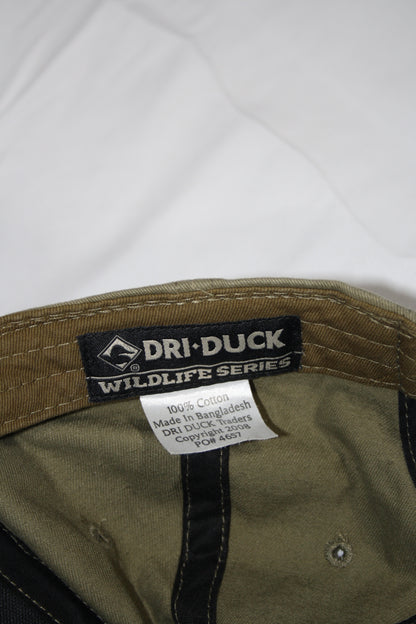 DRI•DUCK
®
WILDLIFE SERIES
100% Cotton
Made In Bangladesh
DRI DUCK Traders
Copyright 2008
PO# 4657